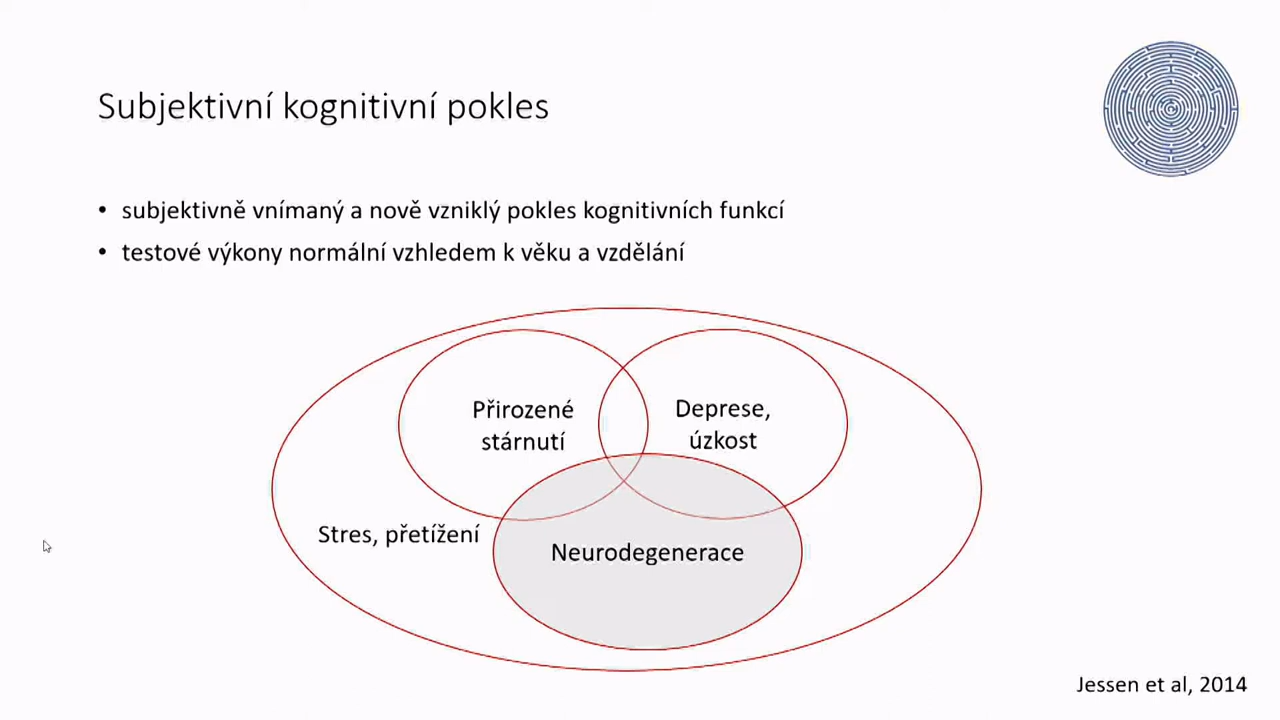 Subjektivní kognitivní pokles
• subjektivně vnímaný a nově vzniklý pokles kognitivních funkcí
• testové výkony normální vzhledem k věku a vzdělání
Přirozené
stárnutí
Deprese,
úzkost
Stres, přetížení
Neurodegenerace
Jessen et al, 2014